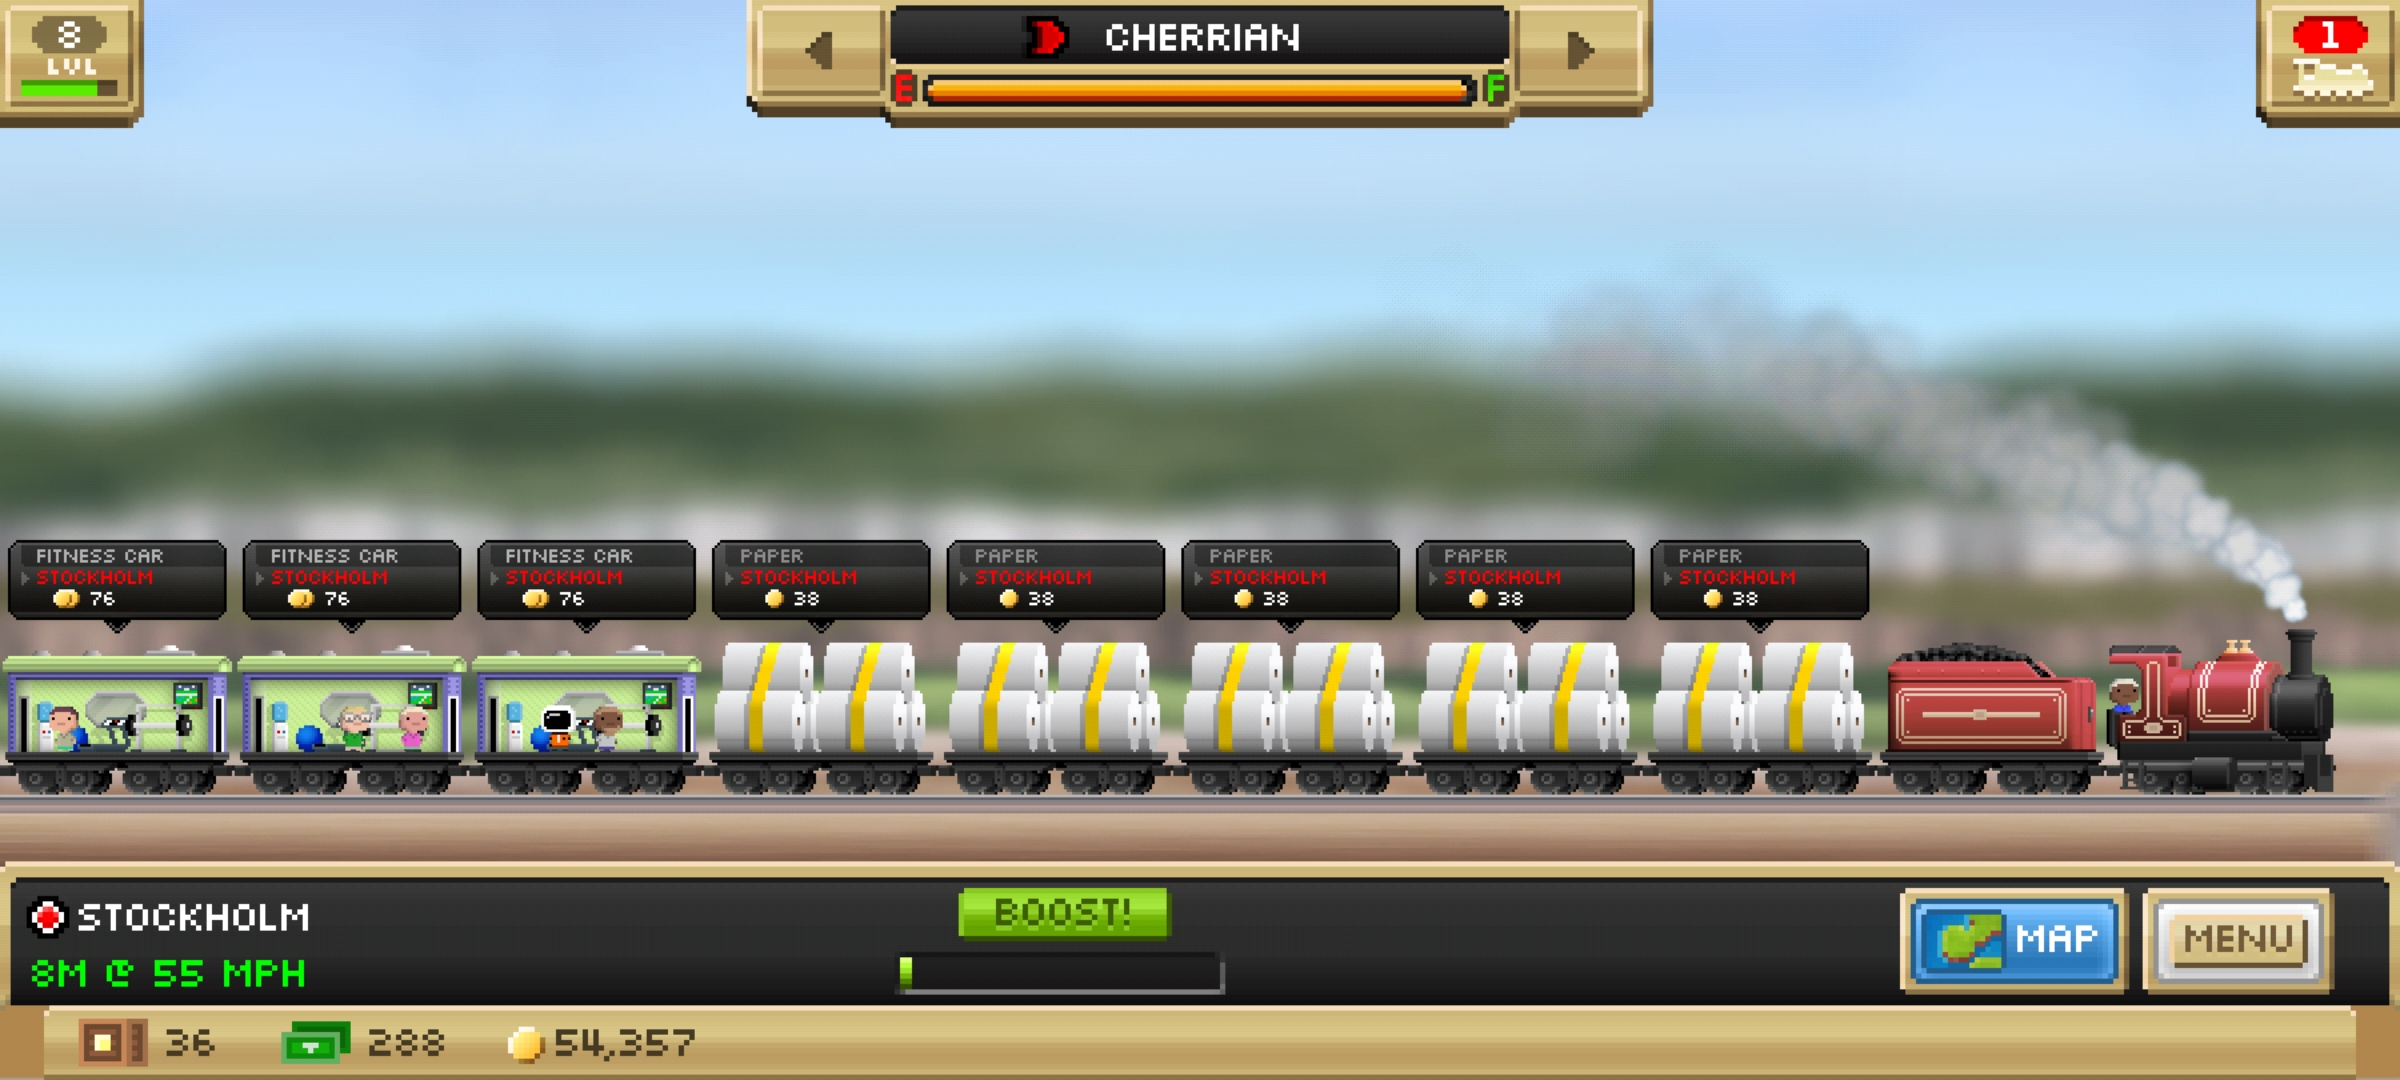 8
LVL
CHERRIAN
E F
1
FITNESS CAR
STOCKHOLM
76
FITNESS CAR
STOCKHOLM
76
FITNESS CAR
STOCKHOLM
76
PAPER
STOCKHOLM
38
PAPER
STOCKHOLM
38
PAPER
STOCKHOLM
38
PAPER
STOCKHOLM
38
PAPER
STOCKHOLM
38
STOCKHOLM
8M @ 55 MPH
BOOST!
MAP
MENU
36
288
54,357